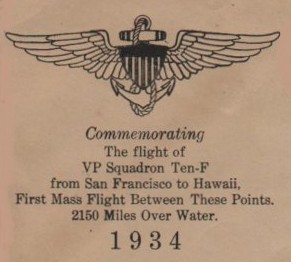 Commemorating
The flight of
VP Squadron Ten-F
from San Francisco to Hawaii,
First Mass Flight Between These Points.
2150 Miles Over Water.
1934